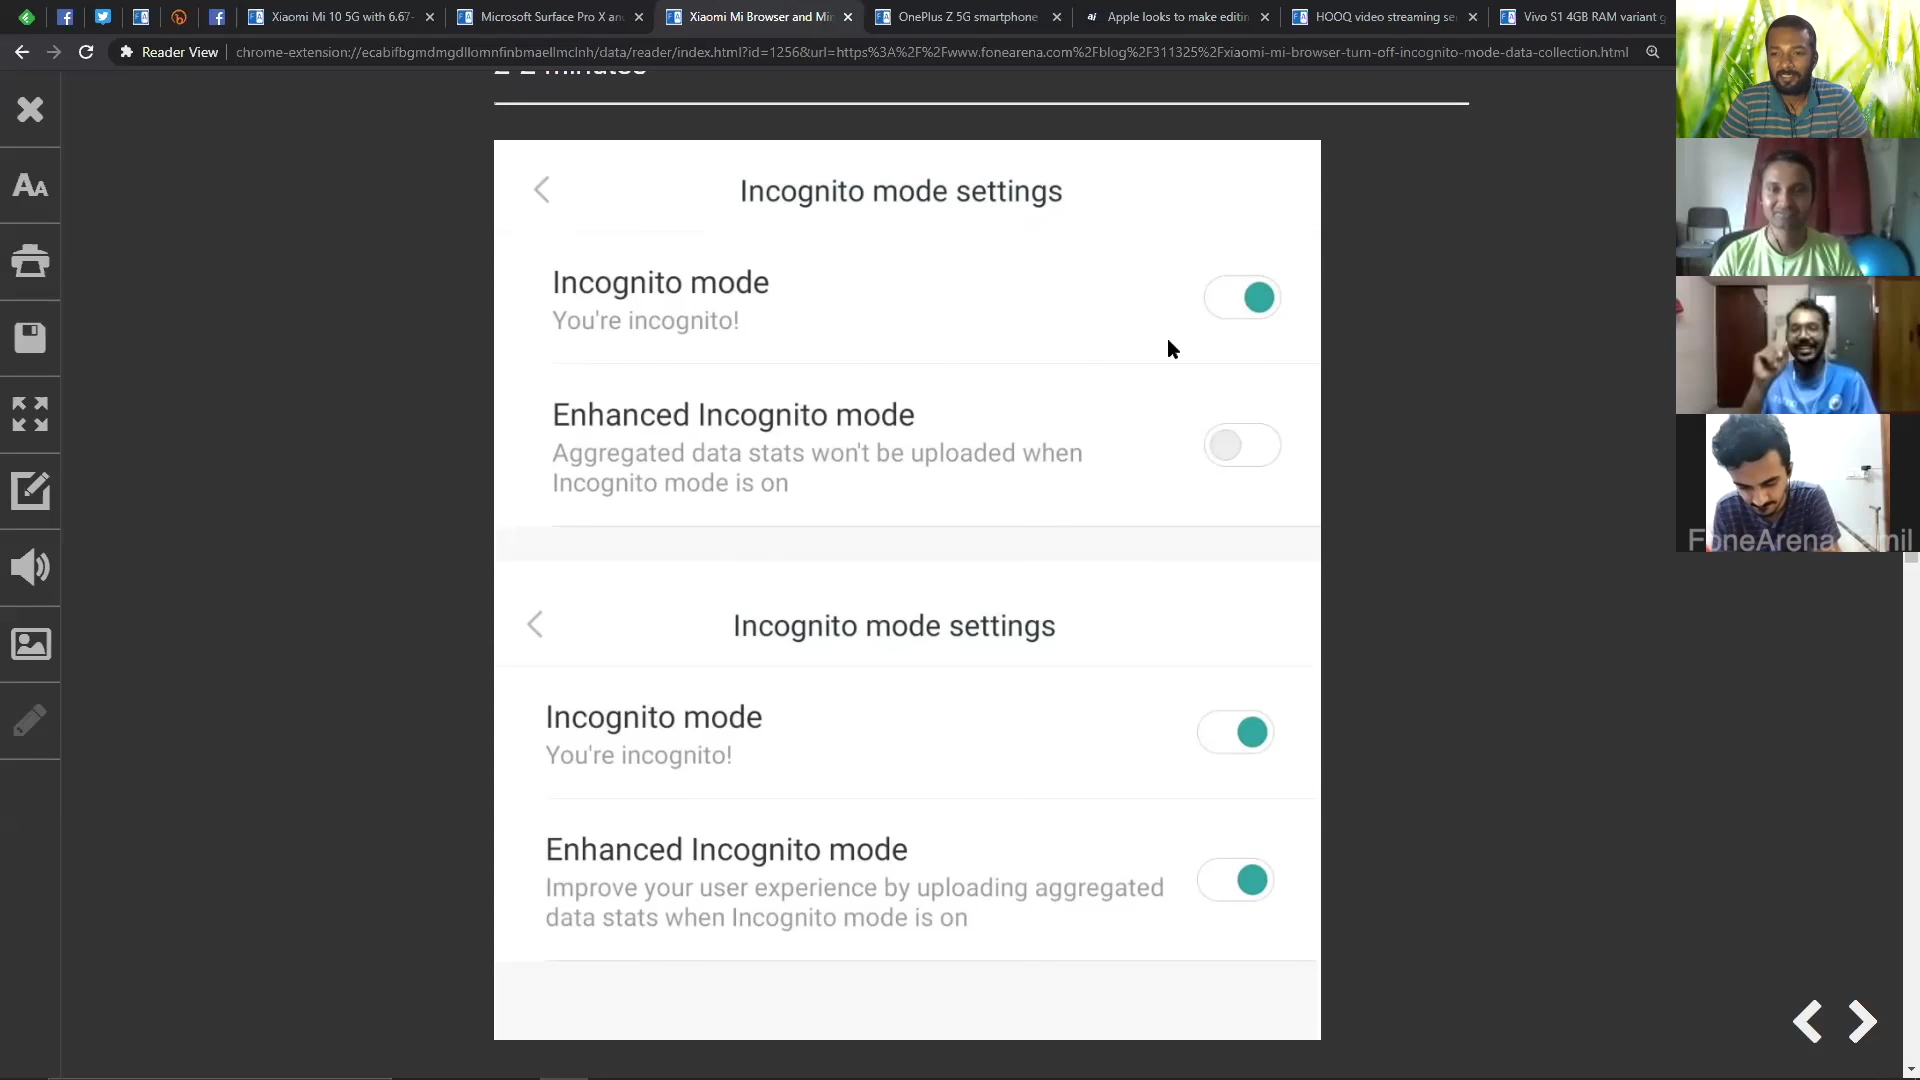 Xiaomi Mi 10 5G with 6.67-
Microsoft Surface Pro X an
Xiaomi Mi Browser and Min
OnePlus Z 5G smartphone
Apple looks to make editin
HOOQ video streaming se
Vivo S1 4GB RAM variant g
Reader View
chrome-extension://ecabifbgmdmgdllomnfinbmaellmclnh/data/reader/index.html?id=1256&url=https%3A%2F%2Fwww.fonearena.com%2Fblog%2F311325%2Fxiaomi-mi-browser-turn-off-incognito-mode-data-collection.html
2-2 minutes
Incognito mode settings
Incognito mode
You're incognito!
Enhanced Incognito mode
Aggregated data stats won't be uploaded when
Incognito mode is on
Incognito mode settings
Incognito mode
You're incognito!
Enhanced Incognito mode
Improve your user experience by uploading aggregated
data stats when Incognito mode is on
FoneArena Tamil